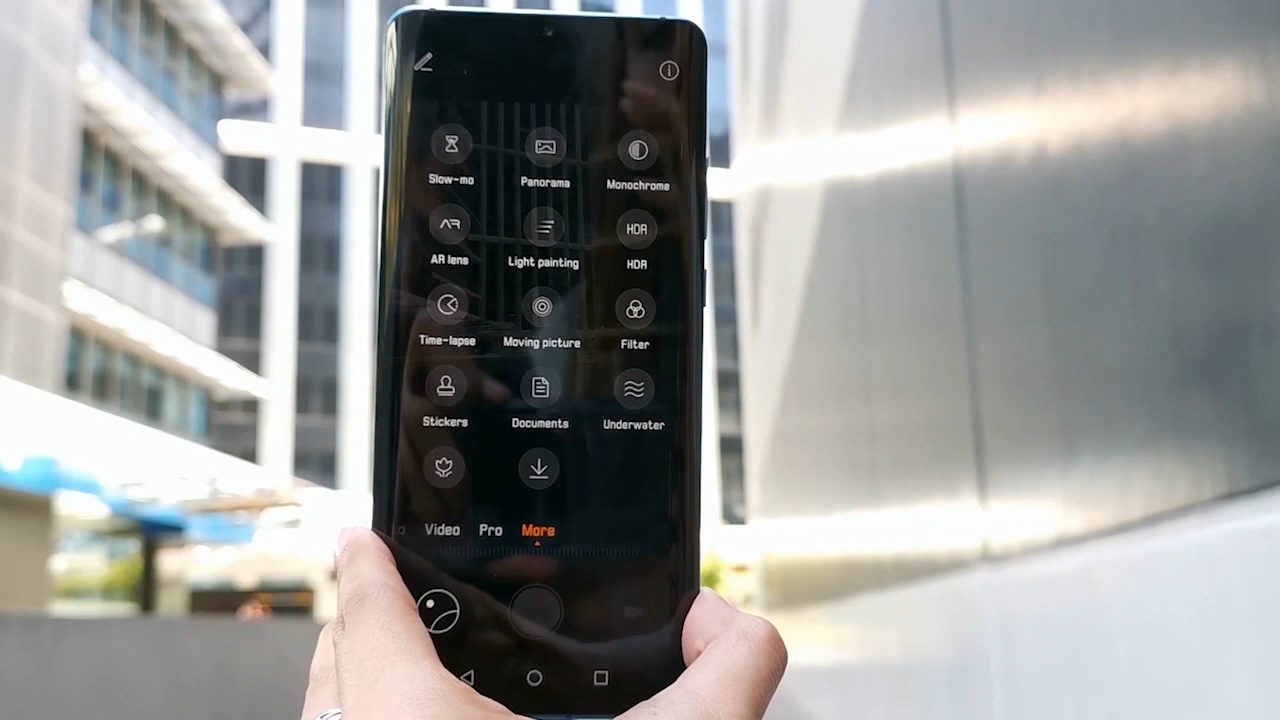 Slow-mo Panorama Monochrome
AR
HDR
AR lens Light painting HDR
Time-lapse Moving picture Filter
Stickers Documents Underwater
Video Pro More